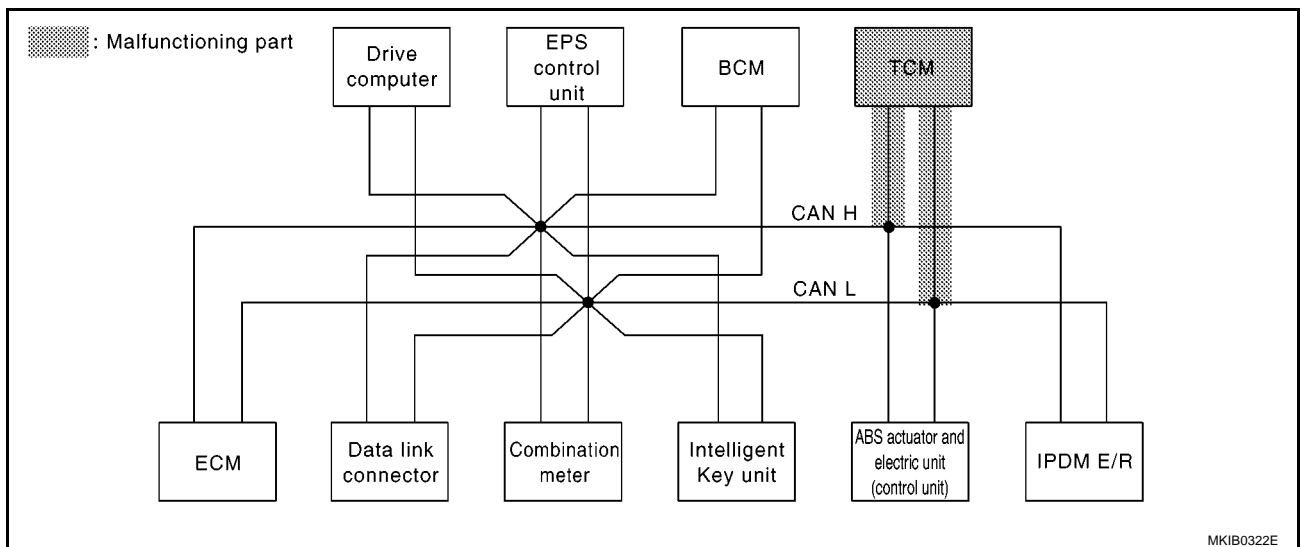 : Malfunctioning part
Drive
computer
EPS
control
unit
BCM
TCM
CAN H
CAN L
ECM
Data link
connector
Combination
meter
Intelligent
Key unit
ABS actuator and
electric unit
(control unit)
IPDM E/R
MKIB0322E